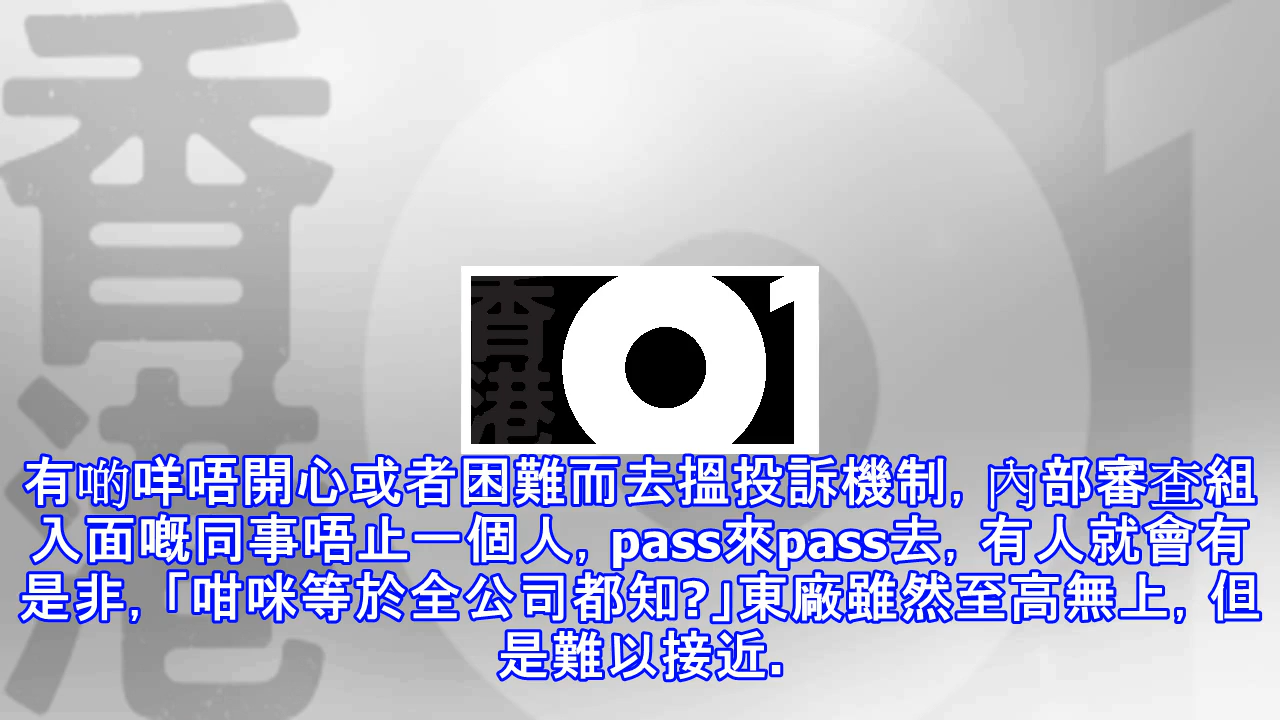 香港
香港
01
有啲咩唔開心或者困難而去搵投訴機制, 內部審查組
入面嘅同事唔止一個人, pass來pass去, 有人就會有
是非,「咁咪等於全公司都知?」東廠雖然至高無上, 但
是難以接近.